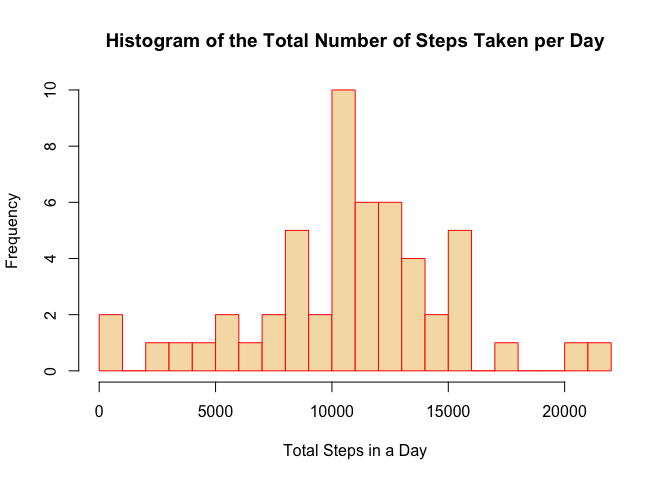 Histogram of the Total Number of Steps Taken per Day
Frequency
10
8
6
4
2
0
0 5000 10000 15000 20000
Total Steps in a Day